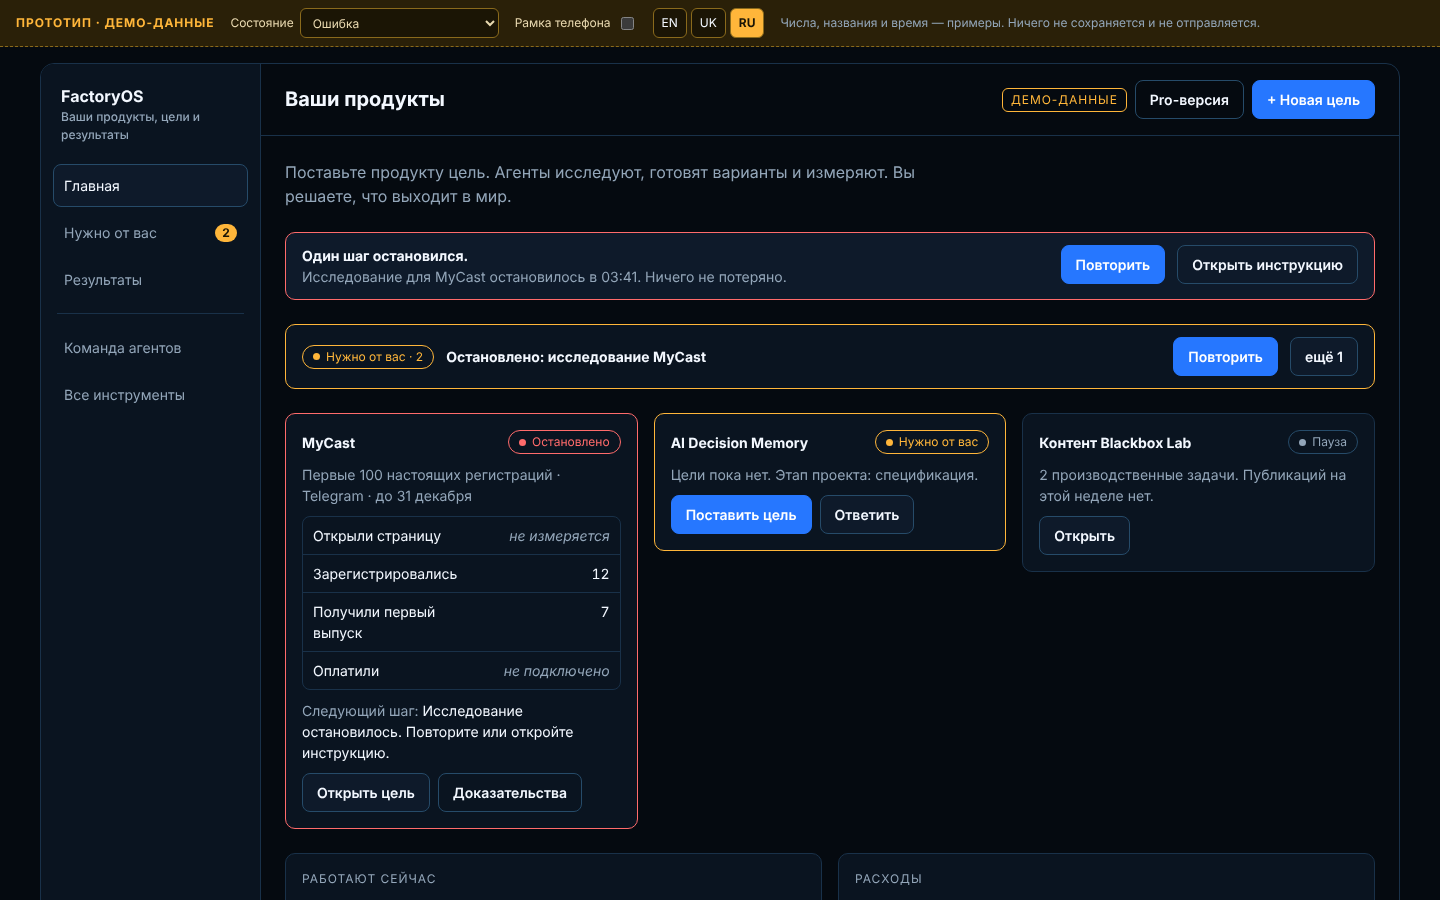 ПРОТОТИП · ДЕМО-ДАННЫЕ
Состояние
Ошибка
Рамка телефона
EN
UK
RU
Числа, названия и время — примеры. Ничего не сохраняется и не отправляется.
FactoryOS
Ваши продукты, цели и
результаты
Главная
Нужно от вас
2
Результаты
Команда агентов
Все инструменты
Ваши продукты
ДЕМО-ДАННЫЕ
Pro-версия
+ Новая цель
Поставьте продукту цель. Агенты исследуют, готовят варианты и измеряют. Вы
решаете, что выходит в мир.
Один шаг остановился.
Исследование для MyCast остановилось в 03:41. Ничего не потеряно.
Повторить
Открыть инструкцию
Нужно от вас · 2
Остановлено: исследование MyCast
Повторить
ещё 1
MyCast
Остановлено
Первые 100 настоящих регистраций ·
Telegram · до 31 декабря
Открыли страницу
не измеряется
Зарегистрировались
12
Получили первый
выпуск
7
Оплатили
не подключено
Следующий шаг: Исследование
остановилось. Повторите или откройте
инструкцию.
Открыть цель
Доказательства
AI Decision Memory
Нужно от вас
Цели пока нет. Этап проекта: спецификация.
Поставить цель
Ответить
Контент Blackbox Lab
Пауза
2 производственные задачи. Публикаций на
этой неделе нет.
Открыть
РАБОТАЮТ СЕЙЧАС
РАСХОДЫ